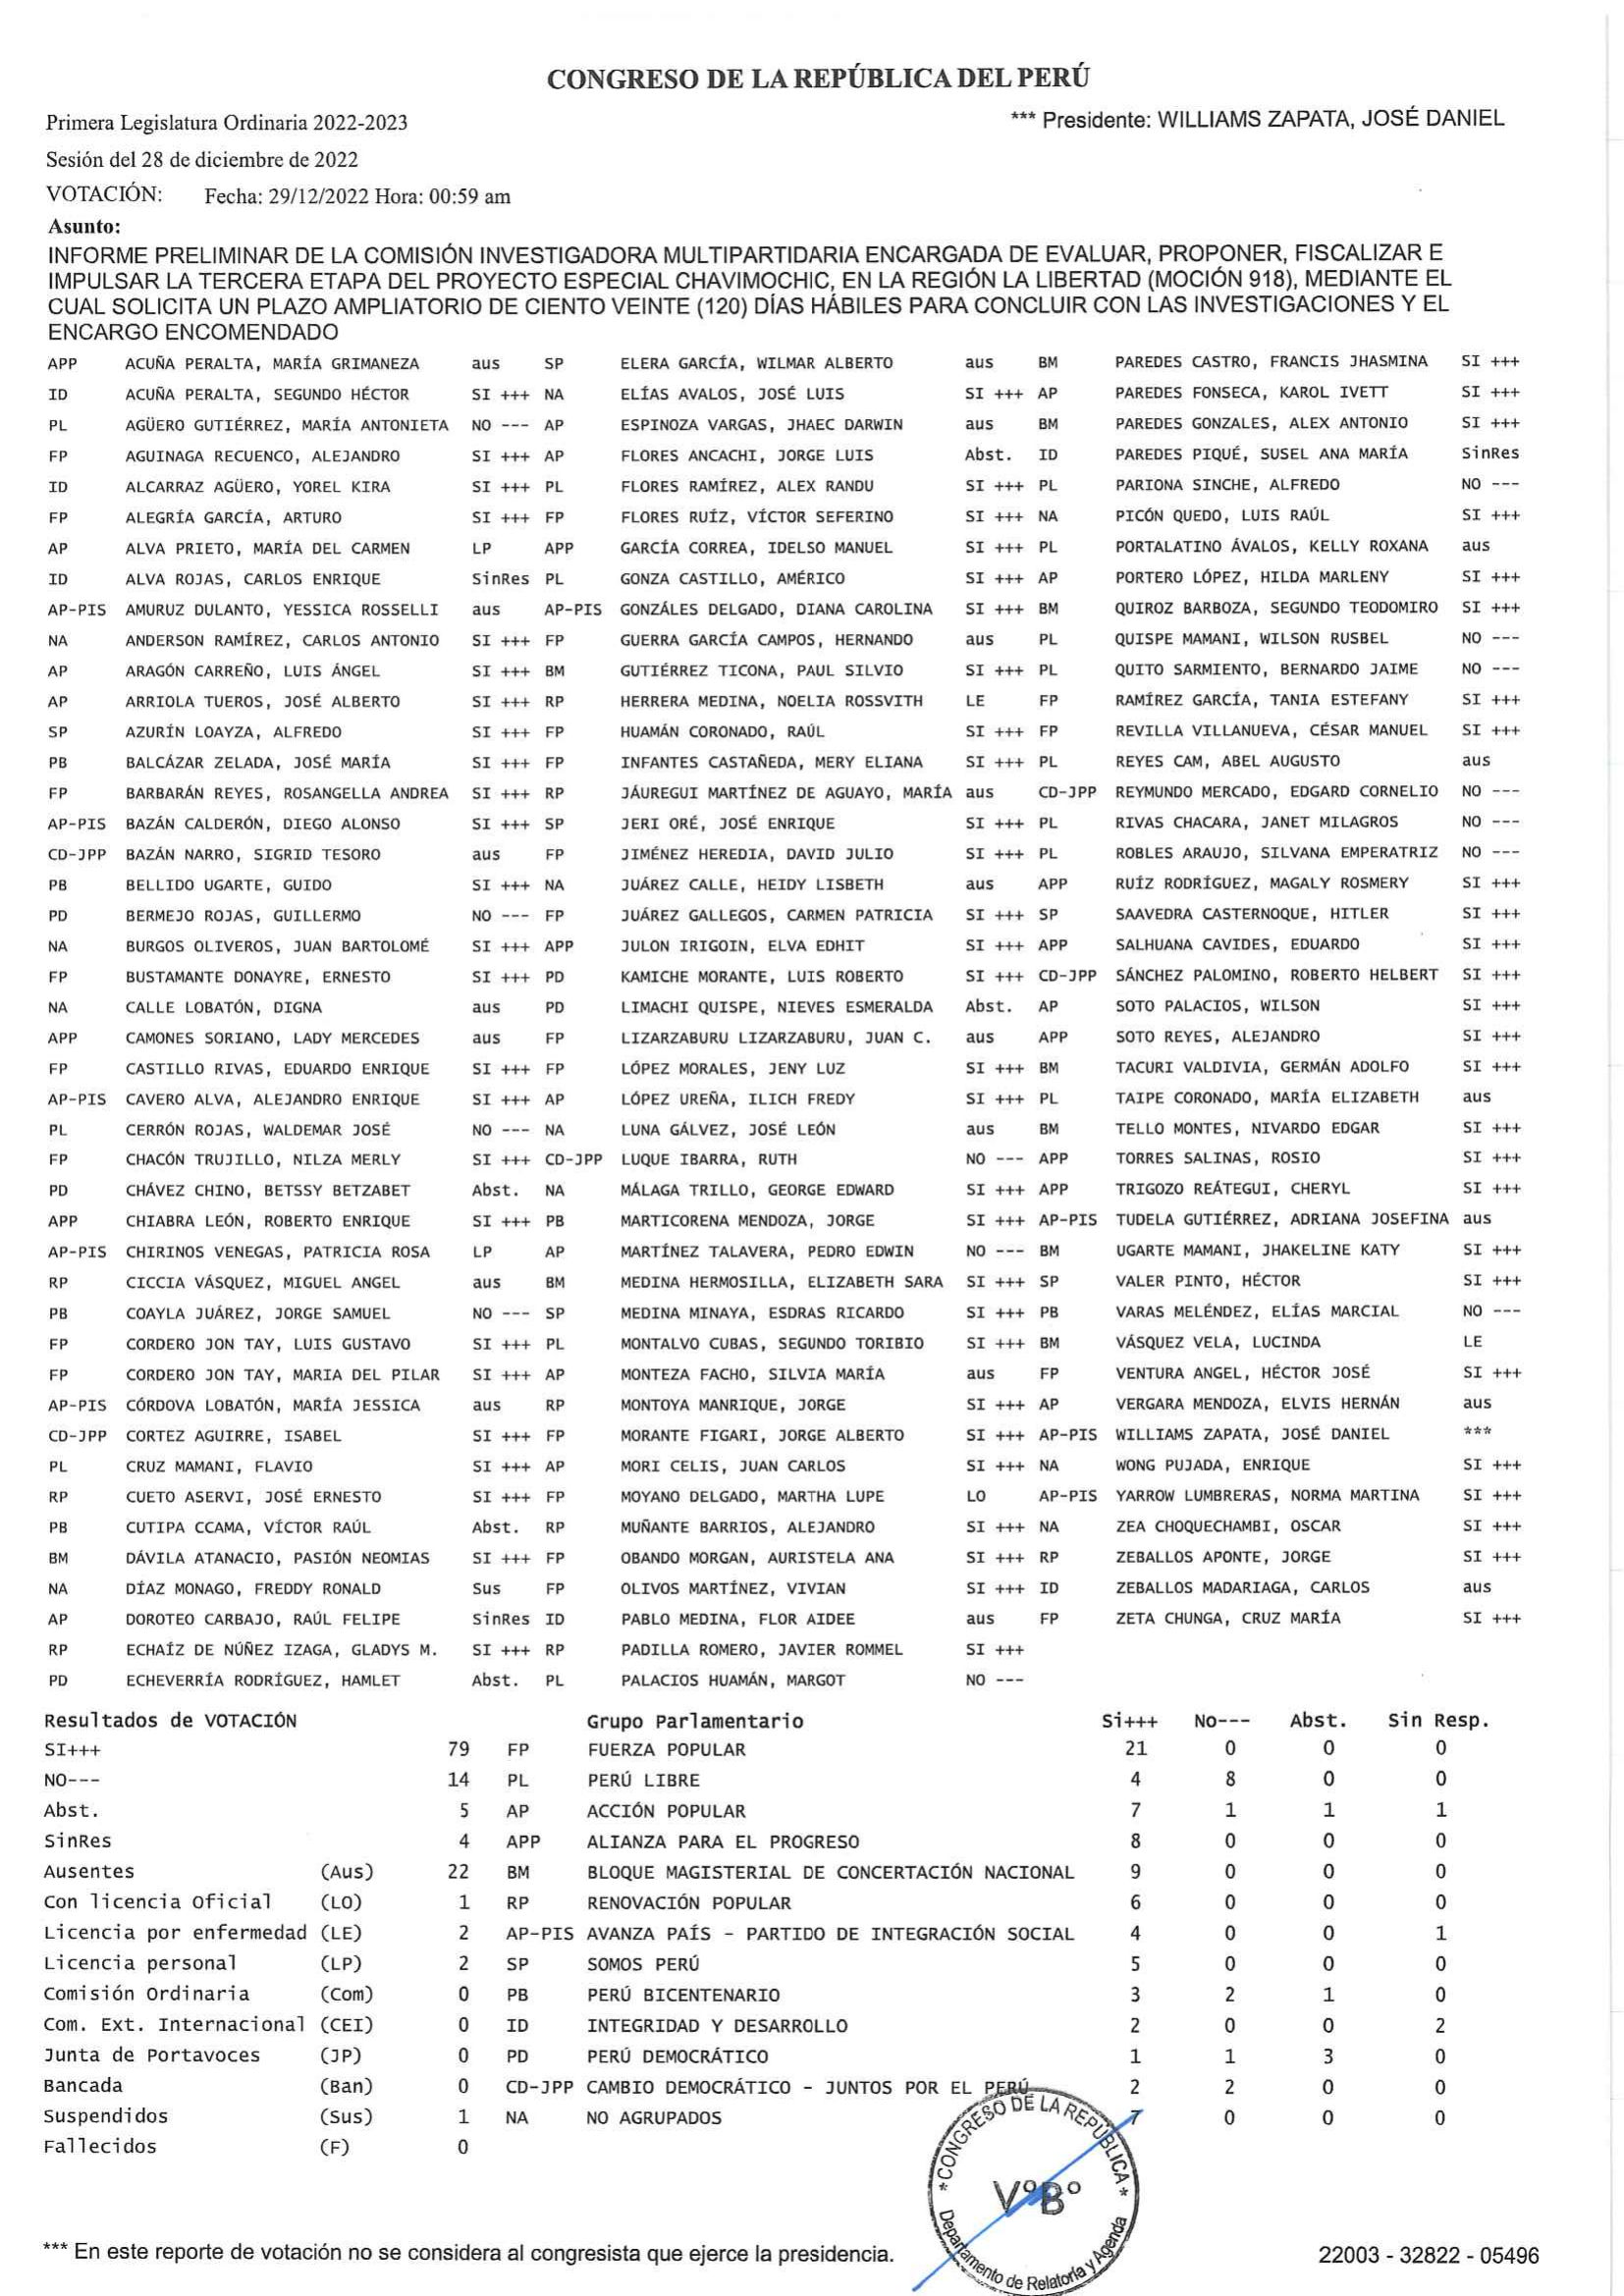 CONGRESO DE LA REPÚBLICA DEL PERÚ
Primera Legislatura Ordinaria 2022-2023 *** Presidente: WILLIAMS ZAPATA, JOSÉ DANIEL
Sesión del 28 de diciembre de 2022
VOTACIÓN: Fecha: 29/12/2022 Hora: 00:59 am
Asunto:
INFORME PRELIMINAR DE LA COMISIÓN INVESTIGADORA MULTIPARTIDARIA ENCARGADA DE EVALUAR, PROPONER, FISCALIZAR E
IMPULSAR LA TERCERA ETAPA DEL PROYECTO ESPECIAL CHAVIMOCHIC, EN LA REGIÓN LA LIBERTAD (MOCIÓN 918), MEDIANTE EL
CUAL SOLICITA UN PLAZO AMPLIATORIO DE CIENTO VEINTE (120) DÍAS HÁBILES PARA CONCLUIR CON LAS INVESTIGACIONES Y EL
ENCARGO ENCOMENDADO
APP ACUÑA PERALTA, MARÍA GRIMANEZA aus SP ELERA GARCÍA, WILMAR ALBERTO aus BM PAREDES CASTRO, FRANCIS JHASMINA SI +++
ID ACUÑA PERALTA, SEGUNDO HÉCTOR SI +++ NA ELÍAS AVALOS, JOSÉ LUIS SI +++ AP PAREDES FONSECA, KAROL IVETT SI +++
PL AGÜERO GUTIÉRREZ, MARÍA ANTONIETA NO --- AP ESPINOZA VARGAS, JHAEC DARWIN aus BM PAREDES GONZALES, ALEX ANTONIO SI +++
FP AGUINAGA RECUENCO, ALEJANDRO SI +++ AP FLORES ANCACHI, JORGE LUIS Abst. ID PAREDES PIQUÉ, SUSEL ANA MARÍA SinRes
ID ALCARRAZ AGÜERO, YOREL KIRA SI +++ PL FLORES RAMÍREZ, ALEX RANDU SI +++ PL PARIONA SINCHE, ALFREDO NO ---
FP ALEGRÍA GARCÍA, ARTURO SI +++ FP FLORES RUÍZ, VÍCTOR SEFERINO SI +++ NA PICÓN QUEDO, LUIS RAÚL SI +++
AP ALVA PRIETO, MARÍA DEL CARMEN LP APP GARCÍA CORREA, IDELSO MANUEL SI +++ PL PORTALATINO ÁVALOS, KELLY ROXANA aus
ID ALVA ROJAS, CARLOS ENRIQUE SinRes PL GONZA CASTILLO, AMÉRICO SI +++ AP PORTERO LÓPEZ, HILDA MARLENY SI +++
AP-PIS AMURUZ DULANTO, YESSICA ROSSELLI aus AP-PIS GONZÁLES DELGADO, DIANA CAROLINA SI +++ BM QUIROZ BARBOZA, SEGUNDO TEODOMIRO SI +++
NA ANDERSON RAMÍREZ, CARLOS ANTONIO SI +++ FP GUERRA GARCÍA CAMPOS, HERNANDO aus PL QUISPE MAMANI, WILSON RUSBEL NO ---
AP ARAGÓN CARREÑO, LUIS ÁNGEL SI +++ BM GUTIÉRREZ TICONA, PAUL SILVIO SI +++ PL QUITO SARMIENTO, BERNARDO JAIME NO ---
AP ARRIOLA TUEROS, JOSÉ ALBERTO SI +++ RP HERRERA MEDINA, NOELIA ROSSVITH LE FP RAMÍREZ GARCÍA, TANIA ESTEFANY SI +++
SP AZURÍN LOAYZA, ALFREDO SI +++ FP HUAMÁN CORONADO, RAÚL SI +++ FP REVILLA VILLANUEVA, CÉSAR MANUEL SI +++
PB BALCÁZAR ZELADA, JOSÉ MARÍA SI +++ FP INFANTES CASTAÑEDA, MERY ELIANA SI +++ PL REYES CAM, ABEL AUGUSTO aus
FP BARBARÁN REYES, ROSANGELLA ANDREA SI +++ RP JÁUREGUI MARTÍNEZ DE AGUAYO, MARÍA aus CD-JPP REYMUNDO MERCADO, EDGARD CORNELIO NO ---
AP-PIS BAZÁN CALDERÓN, DIEGO ALONSO SI +++ SP JERI ORÉ, JOSÉ ENRIQUE SI +++ PL RIVAS CHACARA, JANET MILAGROS NO ---
CD-JPP BAZÁN NARRO, SIGRID TESORO aus FP JIMÉNEZ HEREDIA, DAVID JULIO SI +++ PL ROBLES ARAUJO, SILVANA EMPERATRIZ NO ---
PB BELLIDO UGARTE, GUIDO SI +++ NA JUÁREZ CALLE, HEIDY LISBETH aus APP RUÍZ RODRÍGUEZ, MAGALY ROSMERY SI +++
PD BERMEJO ROJAS, GUILLERMO NO --- FP JUÁREZ GALLEGOS, CARMEN PATRICIA SI +++ SP SAAVEDRA CASTERNOQUE, HITLER SI +++
NA BURGOS OLIVEROS, JUAN BARTOLOMÉ SI +++ APP JULON IRIGOIN, ELVA EDHIT SI +++ APP SALHUANA CAVIDES, EDUARDO SI +++
FP BUSTAMANTE DONAYRE, ERNESTO SI +++ PD KAMICHE MORANTE, LUIS ROBERTO SI +++ CD-JPP SÁNCHEZ PALOMINO, ROBERTO HELBERT SI +++
NA CALLE LOBATÓN, DIGNA aus PD LIMACHI QUISPE, NIEVES ESMERALDA Abst. AP SOTO PALACIOS, WILSON SI +++
APP CAMONES SORIANO, LADY MERCEDES aus FP LIZARZABURU LIZARZABURU, JUAN C. aus APP SOTO REYES, ALEJANDRO SI +++
FP CASTILLO RIVAS, EDUARDO ENRIQUE SI +++ FP LÓPEZ MORALES, JENY LUZ SI +++ BM TACURI VALDIVIA, GERMÁN ADOLFO SI +++
AP-PIS CAVERO ALVA, ALEJANDRO ENRIQUE SI +++ AP LÓPEZ UREÑA, ILICH FREDY SI +++ PL TAIPE CORONADO, MARÍA ELIZABETH aus
PL CERRÓN ROJAS, WALDEMAR JOSÉ NO --- NA LUNA GÁLVEZ, JOSÉ LEÓN aus BM TELLO MONTES, NIVARDO EDGAR SI +++
FP CHACÓN TRUJILLO, NILZA MERLY SI +++ CD-JPP LUQUE IBARRA, RUTH NO --- APP TORRES SALINAS, ROSIO SI +++
PD CHÁVEZ CHINO, BETSSY BETZABET Abst. NA MÁLAGA TRILLO, GEORGE EDWARD SI +++ APP TRIGOZO REÁTEGUI, CHERYL SI +++
APP CHIABRA LEÓN, ROBERTO ENRIQUE SI +++ PB MARTICORENA MENDOZA, JORGE SI +++ AP-PIS TUDELA GUTIÉRREZ, ADRIANA JOSEFINA aus
AP-PIS CHIRINOS VENEGAS, PATRICIA ROSA LP AP MARTÍNEZ TALAVERA, PEDRO EDWIN NO --- BM UGARTE MAMANI, JHAKELINE KATY SI +++
RP CICCIA VÁSQUEZ, MIGUEL ANGEL aus BM MEDINA HERMOSILLA, ELIZABETH SARA SI +++ SP VALER PINTO, HÉCTOR SI +++
PB COAYLA JUÁREZ, JORGE SAMUEL NO --- SP MEDINA MINAYA, ESDRAS RICARDO SI +++ PB VARAS MELÉNDEZ, ELÍAS MARCIAL NO ---
FP CORDERO JON TAY, LUIS GUSTAVO SI +++ PL MONTALVO CUBAS, SEGUNDO TORIBIO SI +++ BM VÁSQUEZ VELA, LUCINDA LE
FP CORDERO JON TAY, MARIA DEL PILAR SI +++ AP MONTEZA FACHO, SILVIA MARÍA aus FP VENTURA ANGEL, HÉCTOR JOSÉ SI +++
AP-PIS CÓRDOVA LOBATÓN, MARÍA JESSICA aus RP MONTOYA MANRIQUE, JORGE SI +++ AP VERGARA MENDOZA, ELVIS HERNÁN aus
CD-JPP CORTEZ AGUIRRE, ISABEL SI +++ FP MORANTE FIGARI, JORGE ALBERTO SI +++ AP-PIS WILLIAMS ZAPATA, JOSÉ DANIEL ***
PL CRUZ MAMANI, FLAVIO SI +++ AP MORI CELIS, JUAN CARLOS SI +++ NA WONG PUJADA, ENRIQUE SI +++
RP CUETO ASERVI, JOSÉ ERNESTO SI +++ FP MOYANO DELGADO, MARTHA LUPE LO AP-PIS YARROW LUMBRERAS, NORMA MARTINA SI +++
PB CUTIPA CCAMA, VÍCTOR RAÚL Abst. RP MUÑANTE BARRIOS, ALEJANDRO SI +++ NA ZEA CHOQUECHAMBI, OSCAR SI +++
BM DÁVILA ATANACIO, PASIÓN NEOMIAS SI +++ FP OBANDO MORGAN, AURISTELA ANA SI +++ RP ZEBALLOS APONTE, JORGE SI +++
NA DÍAZ MONAGO, FREDDY RONALD Sus FP OLIVOS MARTÍNEZ, VIVIAN SI +++ ID ZEBALLOS MADARIAGA, CARLOS aus
AP DOROTEO CARBAJO, RAÚL FELIPE SinRes ID PABLO MEDINA, FLOR AIDEE aus FP ZETA CHUNGA, CRUZ MARÍA SI +++
RP ECHAÍZ DE NÚÑEZ IZAGA, GLADYS M. SI +++ RP PADILLA ROMERO, JAVIER ROMMEL SI +++
PD ECHEVERRÍA RODRÍGUEZ, HAMLET Abst. PL PALACIOS HUAMÁN, MARGOT NO ---
Resultados de VOTACIÓN Grupo Parlamentario Si+++ No--- Abst. Sin Resp.
SI+++ 79 FP FUERZA POPULAR 21 0 0 0
NO--- 14 PL PERÚ LIBRE 4 8 0 0
Abst. 5 AP ACCIÓN POPULAR 7 1 1 1
SinRes 4 APP ALIANZA PARA EL PROGRESO 8 0 0 0
Ausentes (Aus) 22 BM BLOQUE MAGISTERIAL DE CONCERTACIÓN NACIONAL 9 0 0 0
Con licencia Oficial (LO) 1 RP RENOVACIÓN POPULAR 6 0 0 0
Licencia por enfermedad (LE) 2 AP-PIS AVANZA PAÍS - PARTIDO DE INTEGRACIÓN SOCIAL 4 0 0 1
Licencia personal (LP) 2 SP SOMOS PERÚ 5 0 0 0
Comisión Ordinaria (Com) 0 PB PERÚ BICENTENARIO 3 2 1 0
Com. Ext. Internacional (CEI) 0 ID INTEGRIDAD Y DESARROLLO 2 0 0 2
Junta de Portavoces (JP) 0 PD PERÚ DEMOCRÁTICO 1 1 3 0
Bancada (Ban) 0 CD-JPP CAMBIO DEMOCRÁTICO - JUNTOS POR EL PERÚ 2 2 0 0
Suspendidos (Sus) 1 NA NO AGRUPADOS 7 0 0 0
Fallecidos (F) 0
* CONGRESO DE LA REPÚBLICA *
V°B°
Departamento de Relatoría y Agenda
*** En este reporte de votación no se considera al congresista que ejerce la presidencia. 22003 - 32822 - 05496